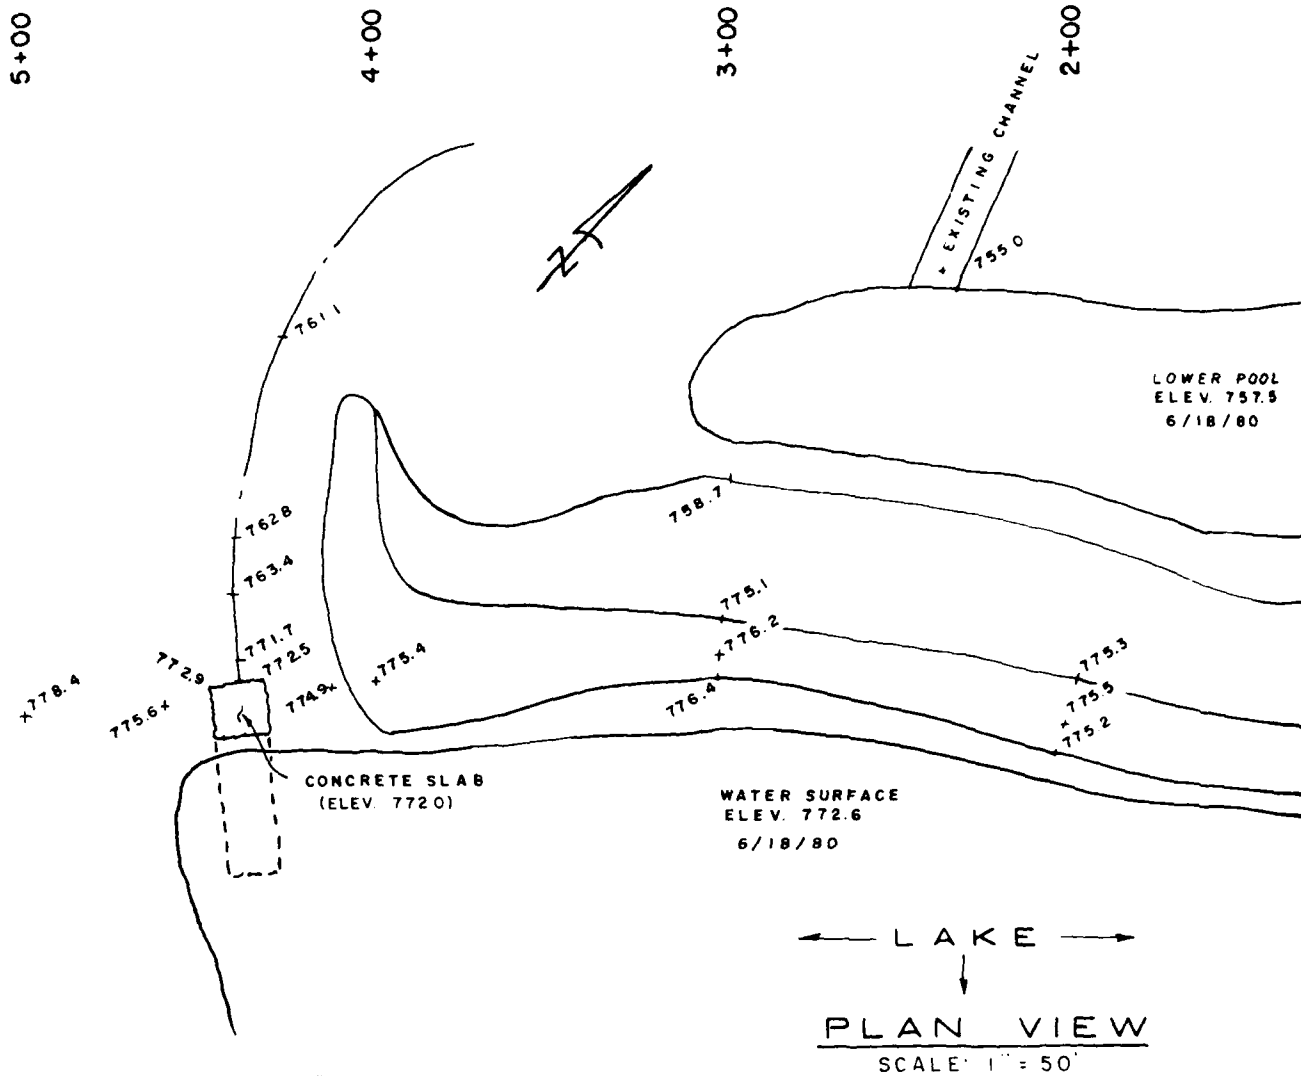 5+00
4+00
3+00
2+00
EXISTING CHANNEL
755.0
N
761.1
LOWER POOL
ELEV. 757.5
6/18/80
758.7
762.8
763.4
775.1
776.2
771.7
772.5
772.9
775.4
774.9
778.4
775.6
776.4
775.3
775.5
775.2
CONCRETE SLAB
(ELEV. 772.0)
WATER SURFACE
ELEV. 772.6
6/18/80
LAKE
PLAN VIEW
SCALE: 1" = 50'